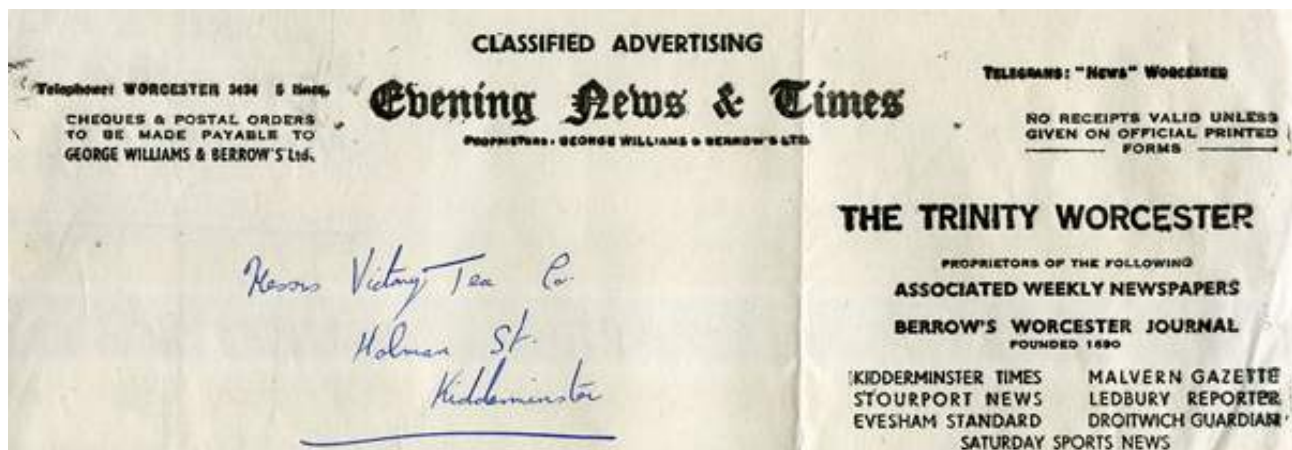 CLASSIFIED ADVERTISING
Telephone: WORCESTER 3434 5 lines.
Evening News & Times
TELEGRAMS: "NEWS" WORCESTER
CHEQUES & POSTAL ORDERS
TO BE MADE PAYABLE TO
GEORGE WILLIAMS & BERROW'S Ltd.
PROPRIETORS: GEORGE WILLIAMS & BERROW'S LTD.
NO RECEIPTS VALID UNLESS
GIVEN ON OFFICIAL PRINTED
FORMS
THE TRINITY WORCESTER
PROPRIETORS OF THE FOLLOWING
ASSOCIATED WEEKLY NEWSPAPERS
BERROW'S WORCESTER JOURNAL
FOUNDED 1690
KIDDERMINSTER TIMES MALVERN GAZETTE
STOURPORT NEWS LEDBURY REPORTER
EVESHAM STANDARD DROITWICH GUARDIAN
SATURDAY SPORTS NEWS
Messrs Victory Tea Co.
Holman St.
Kidderminster